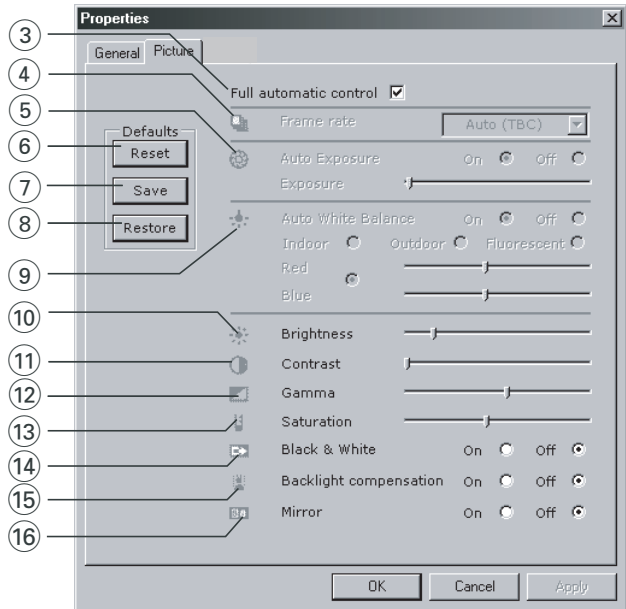 Properties
3
General Picture
4
Full automatic control
Frame rate Auto (TBC)
5
Defaults
6
Reset
Auto Exposure On Off
7
Exposure
Save
8
Restore
Auto White Balance On Off
9
Indoor Outdoor Fluorescent
Red
Blue
10
Brightness
11
Contrast
12
Gamma
13
Saturation
14
Black & White On Off
15
Backlight compensation On Off
16
Mirror On Off
OK Cancel Apply